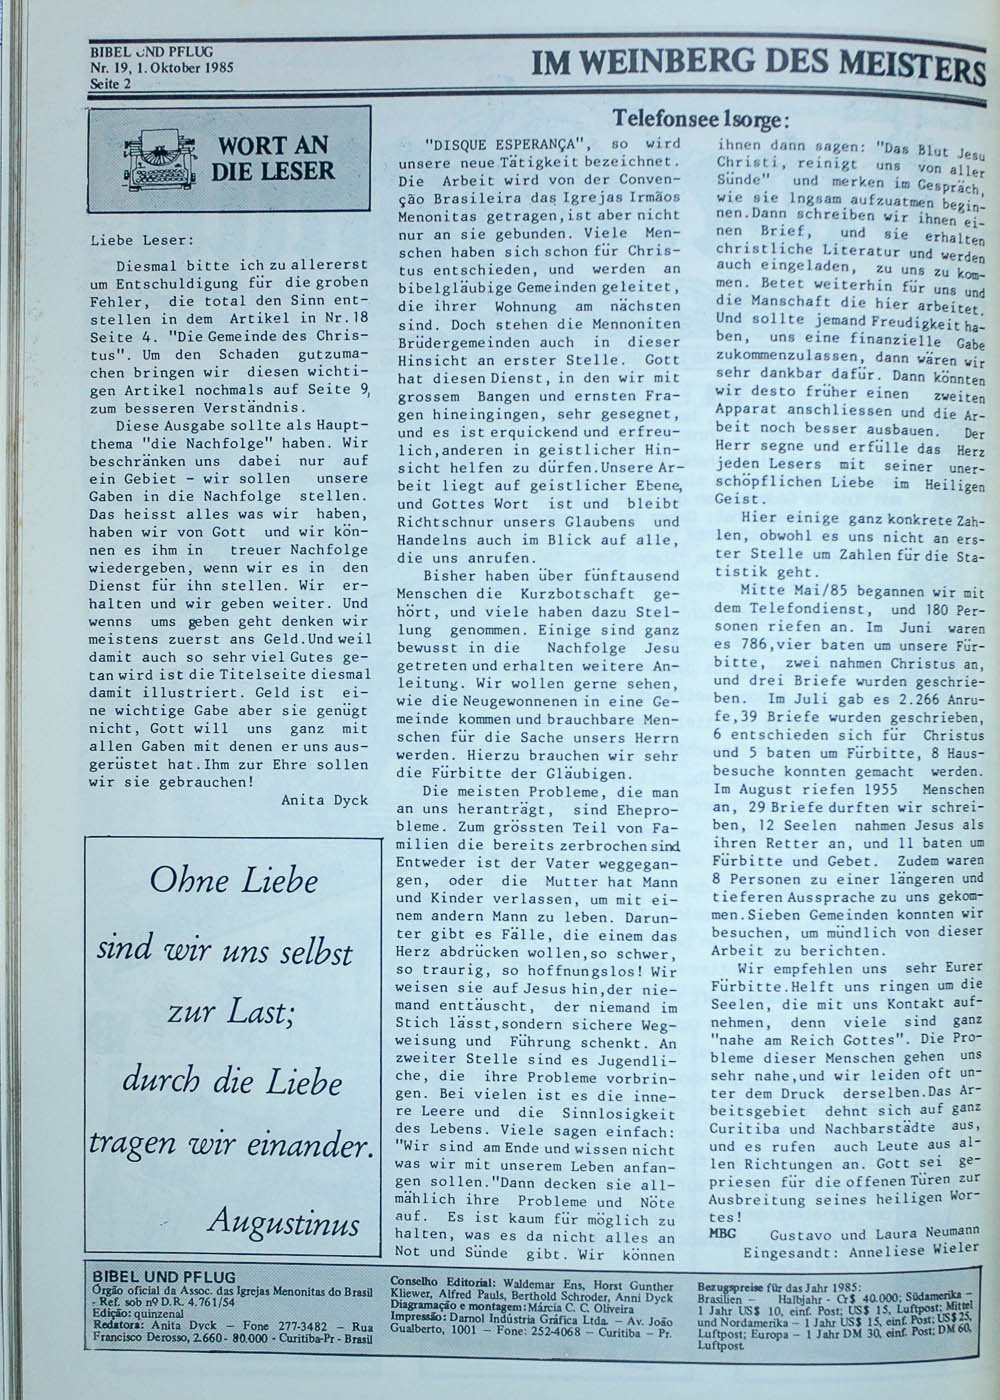 BIBEL UND PFLUG
Nr. 19, 1. Oktober 1985
Seite 2
IM WEINBERG DES MEISTERS
WORT AN
DIE LESER
Liebe Leser:
Diesmal bitte ich zu allererst
um Entschuldigung für die groben
Fehler, die total den Sinn ent-
stellen in dem Artikel in Nr.18
Seite 4. "Die Gemeinde des Chris-
tus". Um den Schaden gutzuma-
chen bringen wir diesen wichti-
gen Artikel nochmals auf Seite 9,
zum besseren Verständnis.
Diese Ausgabe sollte als Haupt-
thema "die Nachfolge" haben. Wir
beschränken uns dabei nur auf
ein Gebiet - wir sollen unsere
Gaben in die Nachfolge stellen.
Das heisst alles was wir haben,
haben wir von Gott und wir kön-
nen es ihm in treuer Nachfolge
wiedergeben, wenn wir es in den
Dienst für ihn stellen. Wir er-
halten und wir geben weiter. Und
wenns ums geben geht denken wir
meistens zuerst ans Geld.Und weil
damit auch so sehr viel Gutes ge-
tan wird ist die Titelseite diesmal
damit illustriert. Geld ist ei-
ne wichtige Gabe aber sie genügt
nicht, Gott will uns ganz mit
allen Gaben mit denen er uns aus-
gerüstet hat.Ihm zur Ehre sollen
wir sie gebrauchen!
Anita Dyck
Ohne Liebe
sind wir uns selbst
zur Last;
durch die Liebe
tragen wir einander.
Augustinus
Telefonsee lsorge:
"DISQUE ESPERANÇA", so wird
unsere neue Tätigkeit bezeichnet.
Die Arbeit wird von der Conven-
ção Brasileira das Igrejas Irmãos
Menonitas getragen,ist aber nicht
nur an sie gebunden. Viele Men-
schen haben sich schon für Chris-
tus entschieden, und werden an
bibelgläubige Gemeinden geleitet,
die ihrer Wohnung am nächsten
sind. Doch stehen die Mennoniten
Brüdergemeinden auch in dieser
Hinsicht an erster Stelle. Gott
hat diesen Dienst, in den wir mit
grossem Bangen und ernsten Fra-
gen hineingingen, sehr gesegnet,
und es ist erquickend und erfreu-
lich,anderen in geistlicher Hin-
sicht helfen zu dürfen.Unsere Ar-
beit liegt auf geistlicher Ebene,
und Gottes Wort ist und bleibt
Richtschnur unsers Glaubens und
Handelns auch im Blick auf alle,
die uns anrufen.
Bisher haben über fünftausend
Menschen die Kurzbotschaft ge-
hört, und viele haben dazu Stel-
lung genommen. Einige sind ganz
bewusst in die Nachfolge Jesu
getreten und erhalten weitere An-
leitung. Wir wollen gerne sehen,
wie die Neugewonnenen in eine Ge-
meinde kommen und brauchbare Men-
schen für die Sache unsers Herrn
werden. Hierzu brauchen wir sehr
die Fürbitte der Gläubigen.
Die meisten Probleme, die man
an uns heranträgt, sind Ehepro-
bleme. Zum grössten Teil von Fa-
milien die bereits zerbrochen sind
Entweder ist der Vater weggegan-
gen, oder die Mutter hat Mann
und Kinder verlassen, um mit ei-
nem andern Mann zu leben. Darun-
ter gibt es Fälle, die einem das
Herz abdrücken wollen,so schwer,
so traurig, so hoffnungslos! Wir
weisen sie auf Jesus hin,der nie-
mand enttäuscht, der niemand im
Stich lässt,sondern sichere Weg-
weisung und Führung schenkt. An
zweiter Stelle sind es Jugendli-
che, die ihre Probleme vorbrin-
gen. Bei vielen ist es die inne-
re Leere und die Sinnlosigkeit
des Lebens. Viele sagen einfach:
"Wir sind am Ende und wissen nicht
was wir mit unserem Leben anfan-
gen sollen."Dann decken sie all-
mählich ihre Probleme und Nöte
auf. Es ist kaum für möglich zu
halten, was es da nicht alles an
Not und Sünde gibt. Wir können
ihnen dann sagen: "Das Blut Jesu
Christi, reinigt uns von aller
Sünde" und merken im Gespräch,
wie sie lngsam aufzuatmen begin-
nen.Dann schreiben wir ihnen ei-
nen Brief, und sie erhalten
christliche Literatur und werden
auch eingeladen, zu uns zu kom-
men. Betet weiterhin für uns und
die Manschaft die hier arbeitet.
Und sollte jemand Freudigkeit ha-
ben, uns eine finanzielle Gabe
zukommenzulassen, dann wären wir
sehr dankbar dafür. Dann könnten
wir desto früher einen zweiten
Apparat anschliessen und die Ar-
beit noch besser ausbauen. Der
Herr segne und erfülle das Herz
jeden Lesers mit seiner uner-
schöpflichen Liebe im Heiligen
Geist.
Hier einige ganz konkrete Zah-
len, obwohl es uns nicht an ers-
ter Stelle um Zahlen für die Sta-
tistik geht.
Mitte Mai/85 begannen wir mit
dem Telefondienst, und 180 Per-
sonen riefen an. Im Juni waren
es 786,vier baten um unsere Für-
bitte, zwei nahmen Christus an,
und drei Briefe wurden geschrie-
ben. Im Juli gab es 2.266 Anru-
fe,39 Briefe wurden geschrieben,
6 entschieden sich für Christus
und 5 baten um Fürbitte, 8 Haus-
besuche konnten gemacht werden.
Im August riefen 1955 Menschen
an, 29 Briefe durften wir schrei-
ben, 12 Seelen nahmen Jesus als
ihren Retter an, und 11 baten um
Fürbitte und Gebet. Zudem waren
8 Personen zu einer längeren und
tieferen Aussprache zu uns gekom-
men.Sieben Gemeinden konnten wir
besuchen, um mündlich von dieser
Arbeit zu berichten.
Wir empfehlen uns sehr Eurer
Fürbitte.Helft uns ringen um die
Seelen, die mit uns Kontakt auf-
nehmen, denn viele sind ganz
"nahe am Reich Gottes". Die Pro-
bleme dieser Menschen gehen uns
sehr nahe,und wir leiden oft un-
ter dem Druck derselben.Das Ar-
beitsgebiet dehnt sich auf ganz
Curitiba und Nachbarstädte aus,
und es rufen auch Leute aus al-
len Richtungen an. Gott sei ge-
priesen für die offenen Türen zur
Ausbreitung seines heiligen Wor-
tes!
MBG Gustavo und Laura Neumann
Eingesandt: Anneliese Wieler
BIBEL UND PFLUG
Órgão oficial da Assoc. das Igrejas Menonitas do Brasil
- Ref. sob nº D.R. 4.761/54
Edição: quinzenal
Redatora: Anita Dyck – Fone 277-3482 – Rua
Francisco Derosso, 2.660 - 80.000 - Curitiba-Pr - Brasil
Conselho Editorial: Waldemar Ens, Horst Gunther
Kliewer, Alfred Pauls, Berthold Schroder, Anni Dyck
Diagramação e montagem: Márcia C. C. Oliveira
Impressão: Darnol Indústria Gráfica Ltda. – Av. João
Gualberto, 1001 – Fone: 252-4068 – Curitiba – Pr.
Bezugspreise für das Jahr 1985:
Brasilien – Halbjahr - Cr$ 40.000; Südamerika –
1 Jahr US$ 10, einf. Post; US$ 15, Luftpost; Mittel
und Nordamerika – 1 Jahr US$ 15, einf. Post; US$ 25,
Luftpost; Europa – 1 Jahr DM 30, einf. Post; DM 60,
Luftpost